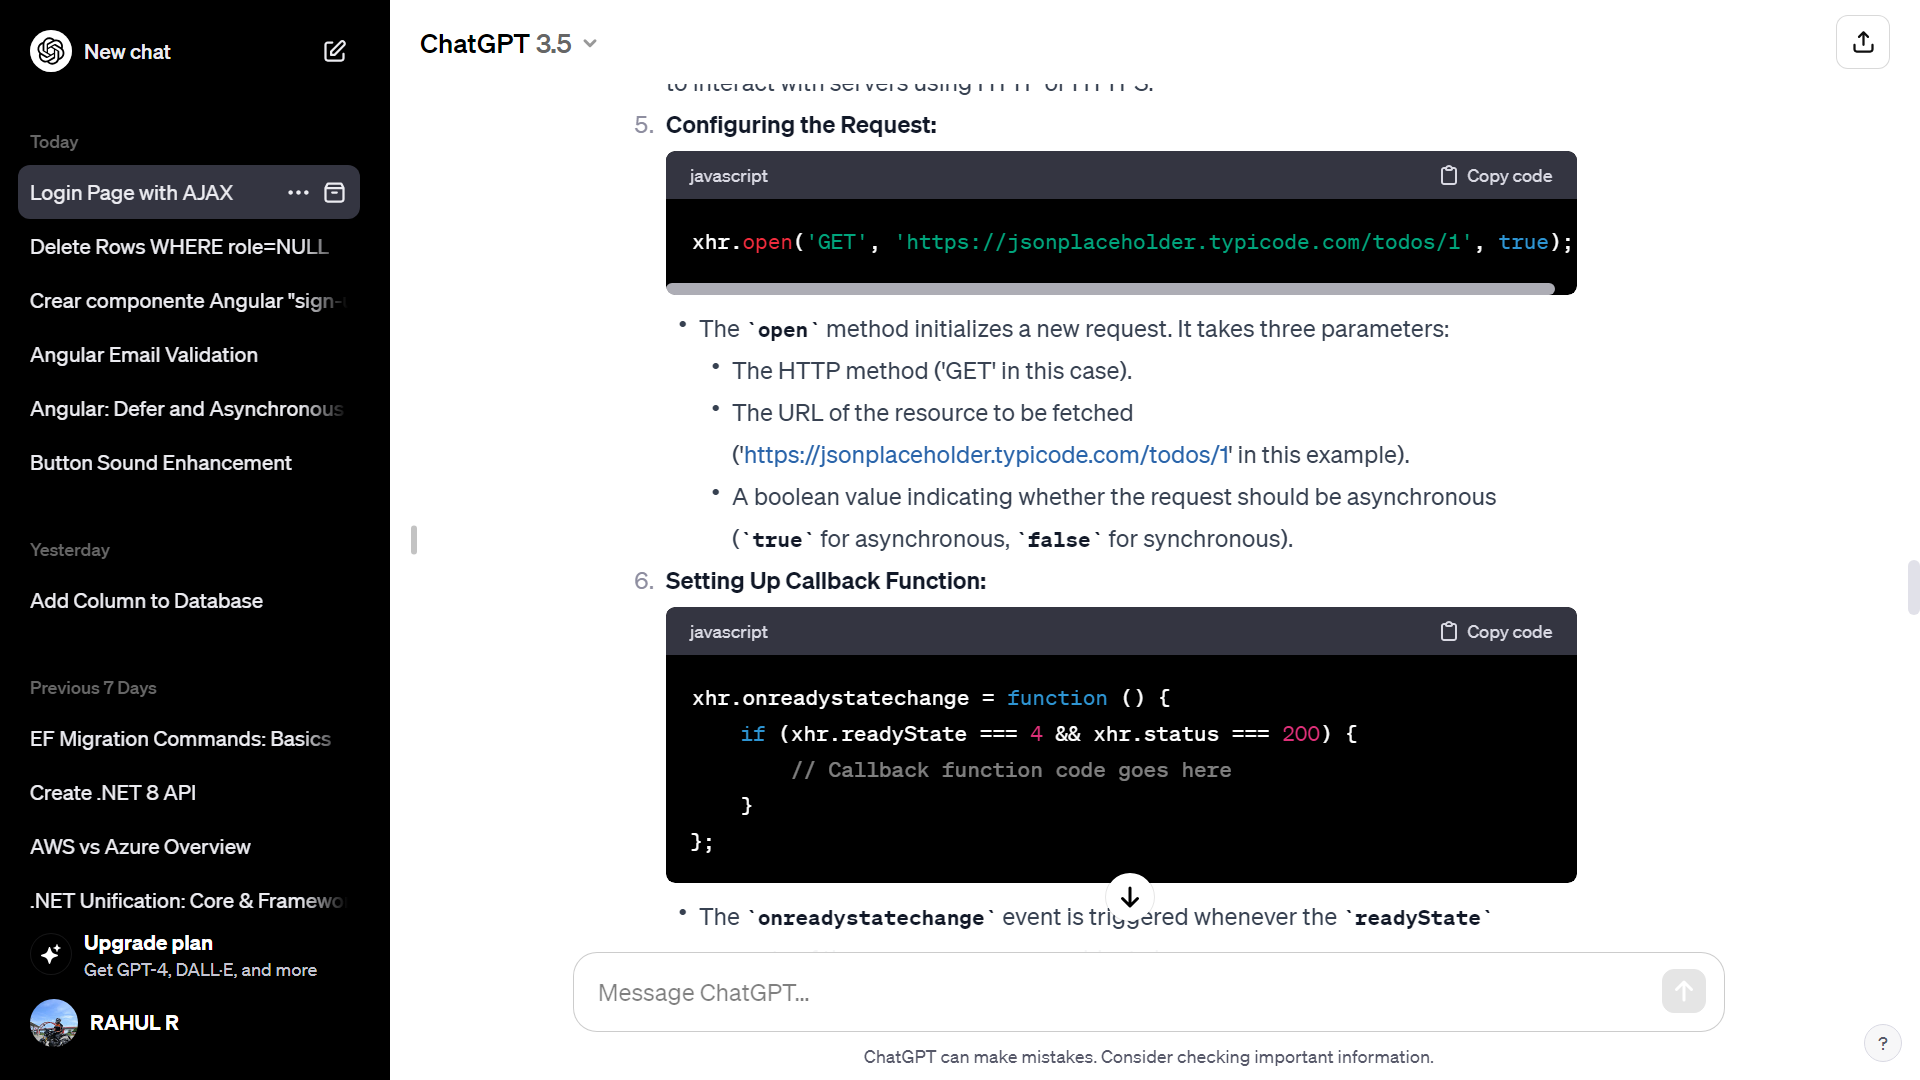 New chat
Today
Login Page with AJAX
Delete Rows WHERE role=NULL
Crear componente Angular "sign-
Angular Email Validation
Angular: Defer and Asynchronous
Button Sound Enhancement
Yesterday
Add Column to Database
Previous 7 Days
EF Migration Commands: Basics
Create .NET 8 API
AWS vs Azure Overview
.NET Unification: Core & Framewo
Upgrade plan
Get GPT-4, DALL·E, and more
RAHUL R
ChatGPT 3.5
to interact with servers using HTTP or HTTPS.
5. Configuring the Request:
javascript Copy code
xhr.open('GET', 'https://jsonplaceholder.typicode.com/todos/1', true);
• The `open` method initializes a new request. It takes three parameters:
• The HTTP method ('GET' in this case).
• The URL of the resource to be fetched
('https://jsonplaceholder.typicode.com/todos/1' in this example).
• A boolean value indicating whether the request should be asynchronous
(`true` for asynchronous, `false` for synchronous).
6. Setting Up Callback Function:
javascript Copy code
xhr.onreadystatechange = function () {
    if (xhr.readyState === 4 && xhr.status === 200) {
        // Callback function code goes here
    }
};
• The `onreadystatechange` event is triggered whenever the `readyState`
Message ChatGPT...
ChatGPT can make mistakes. Consider checking important information.
?